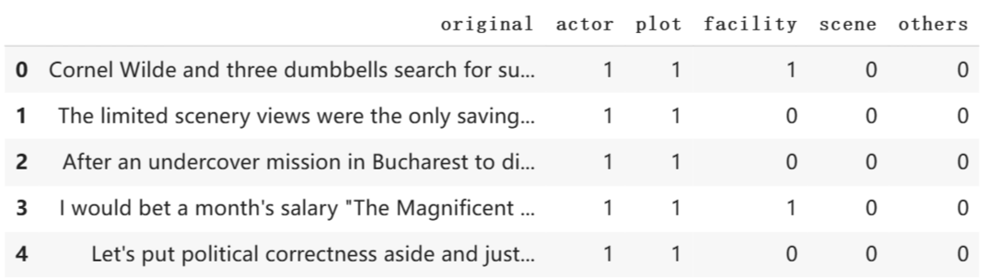 original actor plot facility scene others
0 Cornel Wilde and three dumbbells search for su... 1 1 1 0 0
1 The limited scenery views were the only saving... 1 1 0 0 0
2 After an undercover mission in Bucharest to di... 1 1 0 0 0
3 I would bet a month's salary "The Magnificent ... 1 1 1 0 0
4 Let's put political correctness aside and just... 1 1 0 0 0